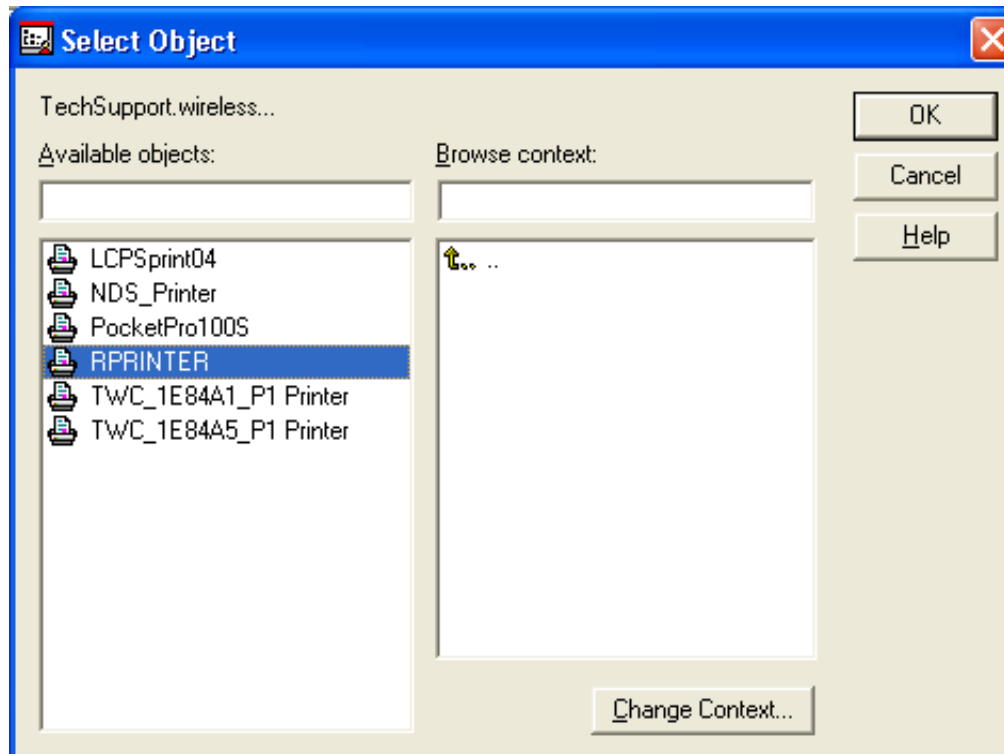 Select Object
TechSupport.wireless...
OK
Available objects:
Browse context:
Cancel
Help
LCPSprint04
..
NDS_Printer
PocketPro100S
RPRINTER
TWC_1E84A1_P1 Printer
TWC_1E84A5_P1 Printer
Change Context...